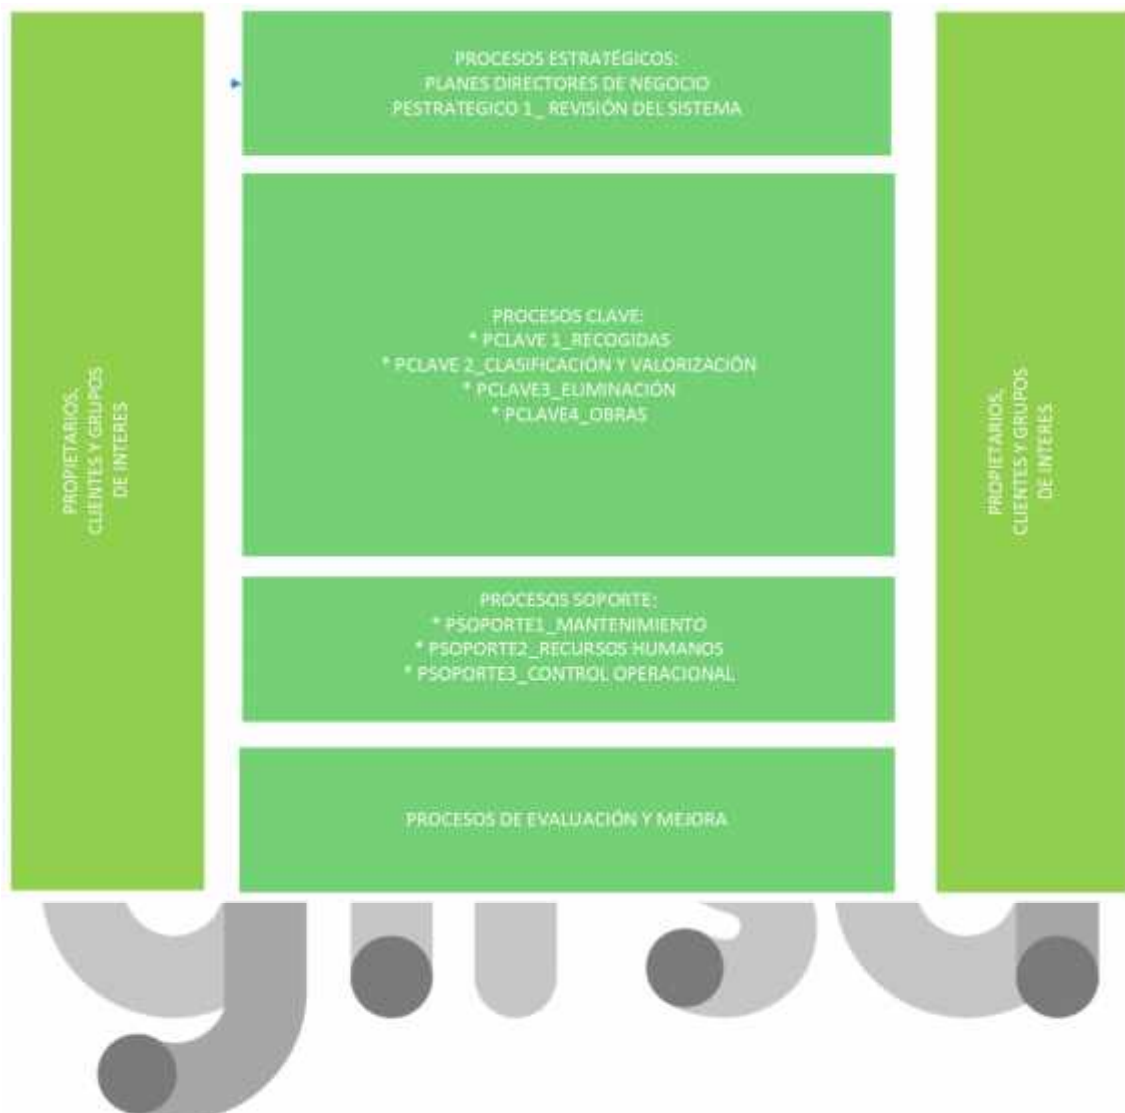 PROCESOS ESTRATÉGICOS:
PLANES DIRECTORES DE NEGOCIO
PESTRATEGICO 1_ REVISIÓN DEL SISTEMA
PROPIETARIOS,
CLIENTES Y GRUPOS
DE INTERES
PROCESOS CLAVE:
* PCLAVE 1_RECOGIDAS
* PCLAVE 2_CLASIFICACIÓN Y VALORIZACIÓN
* PCLAVE3_ELIMINACIÓN
* PCLAVE4_OBRAS
PROPIETARIOS,
CLIENTES Y GRUPOS
DE INTERES
PROCESOS SOPORTE:
* PSOPORTE1_MANTENIMIENTO
* PSOPORTE2_RECURSOS HUMANOS
* PSOPORTE3_CONTROL OPERACIONAL
PROCESOS DE EVALUACIÓN Y MEJORA